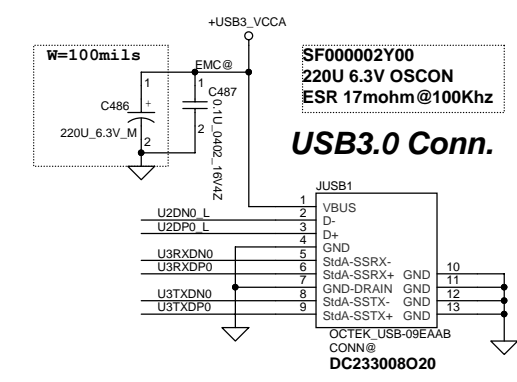 +USB3_VCCA
W=100mils
EMC@
SF000002Y00
220U 6.3V OSCON
ESR 17mohm@100Khz
1
+
C486
220U_6.3V_M
2
1
C487
0.1U_0402_16V4Z
2
USB3.0 Conn.
JUSB1
1 VBUS
U2DN0_L 2 D-
U2DP0_L 3 D+
4 GND
U3RXDN0 5 StdA-SSRX-
U3RXDP0 6 StdA-SSRX+ GND 10
7 GND-DRAIN GND 11
U3TXDN0 8 StdA-SSTX- GND 12
U3TXDP0 9 StdA-SSTX+ GND 13
OCTEK_USB-09EAAB
CONN@
DC233008O20